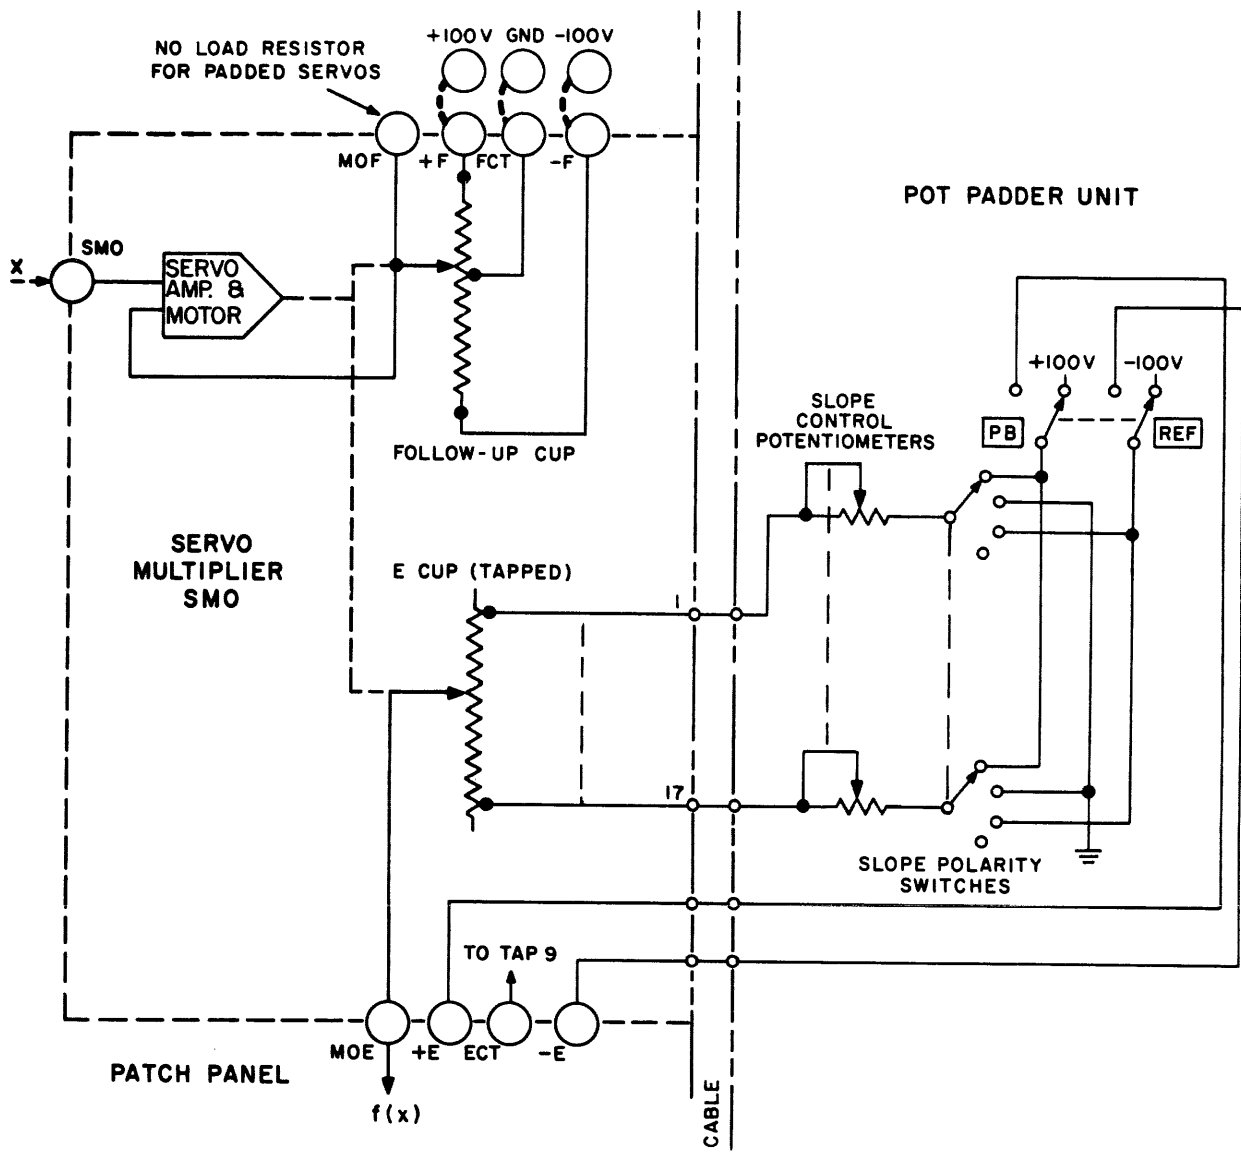 NO LOAD RESISTOR
FOR PADDED SERVOS
+100V GND -100V
MOF +F FCT -F
POT PADDER UNIT
X
SMO
SERVO
AMP. &
MOTOR
+100V -100V
SLOPE
CONTROL
POTENTIOMETERS
PB
REF
FOLLOW-UP CUP
SERVO
MULTIPLIER
SMO
E CUP (TAPPED)
1
17
SLOPE POLARITY
SWITCHES
TO TAP 9
MOE +E ECT -E
PATCH PANEL
f(x)
CABLE